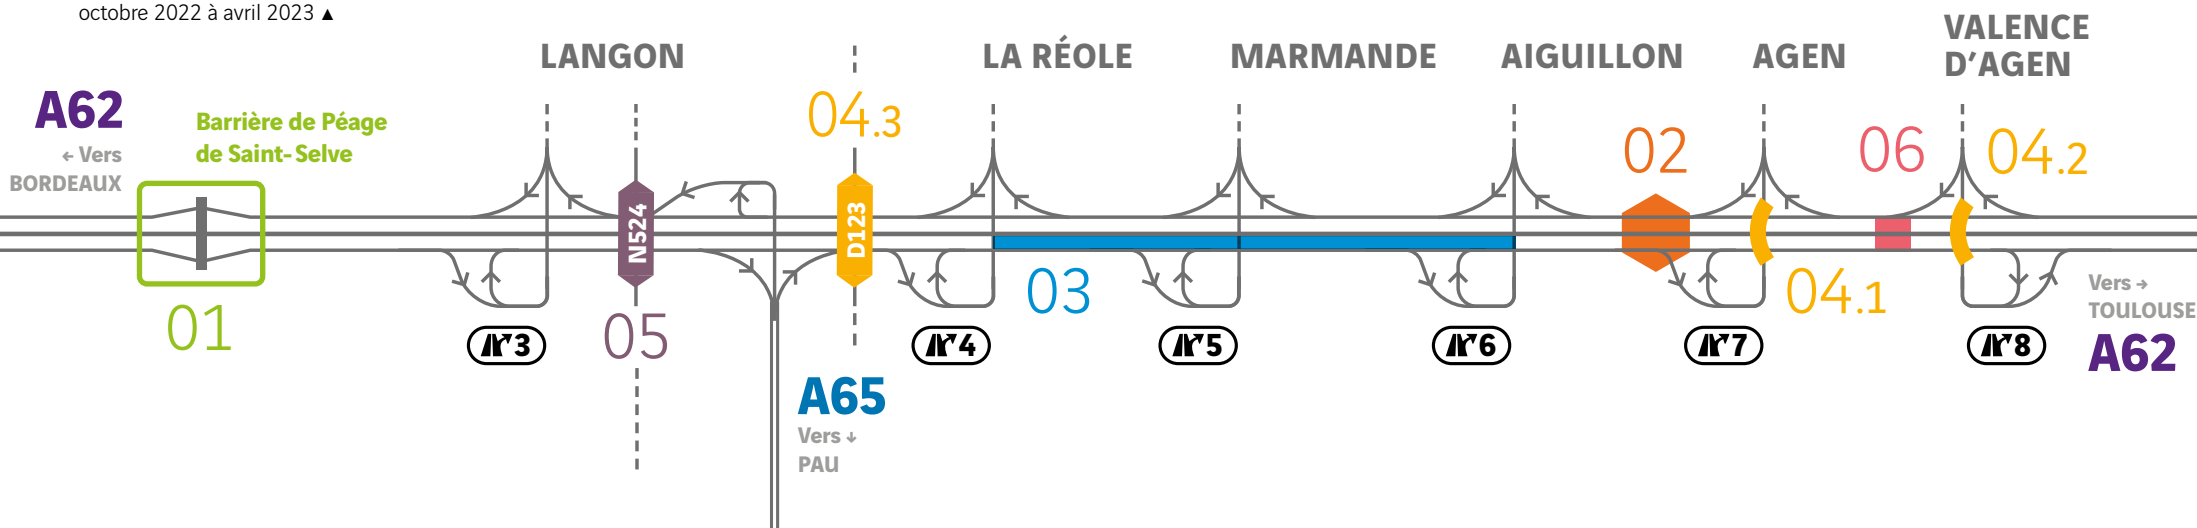 octobre 2022 à avril 2023 ▲
LANGON
LA RÉOLE
MARMANDE
AIGUILLON
AGEN
VALENCE
D'AGEN
A62
← Vers
BORDEAUX
Barrière de Péage
de Saint-Selve
04.3
02
06
04.2
N524
D123
01
05
03
04.1
3
4
5
6
7
8
Vers →
TOULOUSE
A62
A65
Vers ↓
PAU